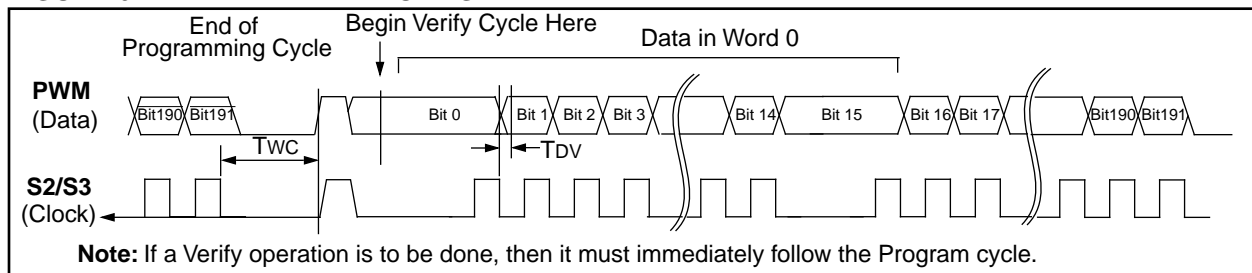 End of
Programming Cycle
Begin Verify Cycle Here
Data in Word 0
PWM
(Data)
Bit190 Bit191 Bit 0 Bit 1 Bit 2 Bit 3 Bit 14 Bit 15 Bit 16 Bit 17 Bit190 Bit191
TWC
TDV
S2/S3
(Clock)
Note: If a Verify operation is to be done, then it must immediately follow the Program cycle.